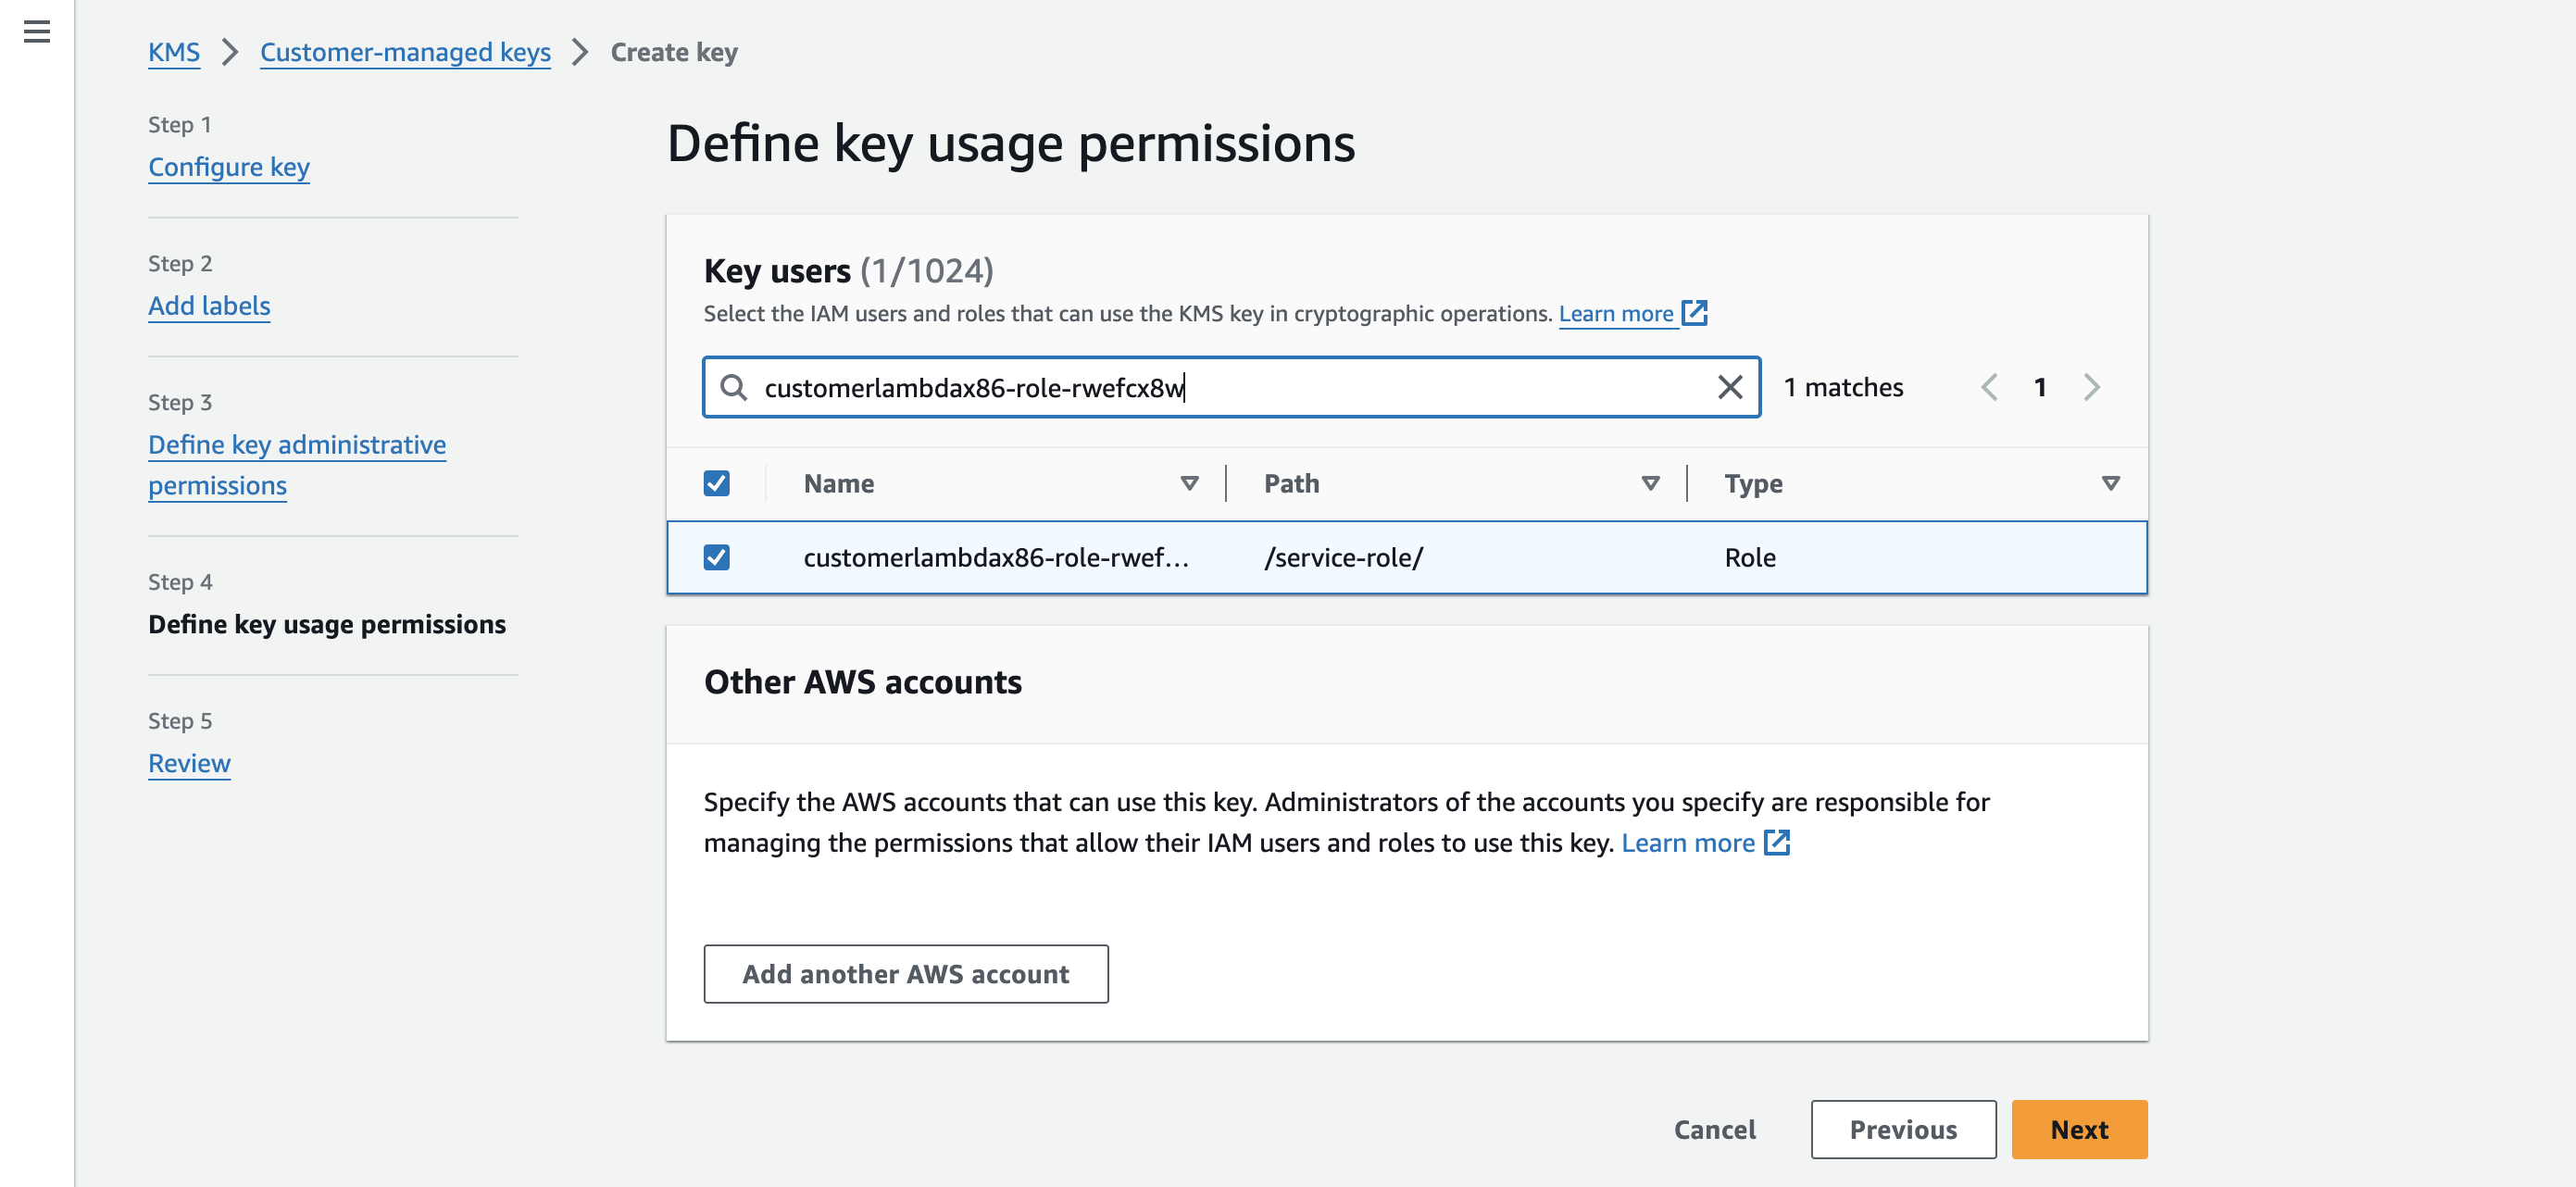 KMS > Customer-managed keys > Create key
Step 1
Configure key
Step 2
Add labels
Step 3
Define key administrative
permissions
Step 4
Define key usage permissions
Step 5
Review
Define key usage permissions
Key users (1/1024)
Select the IAM users and roles that can use the KMS key in cryptographic operations. Learn more
customerlambdax86-role-rwefcx8w
1 matches
1
Name
Path
Type
customerlambdax86-role-rwef...
/service-role/
Role
Other AWS accounts
Specify the AWS accounts that can use this key. Administrators of the accounts you specify are responsible for
managing the permissions that allow their IAM users and roles to use this key. Learn more
Add another AWS account
Cancel
Previous
Next